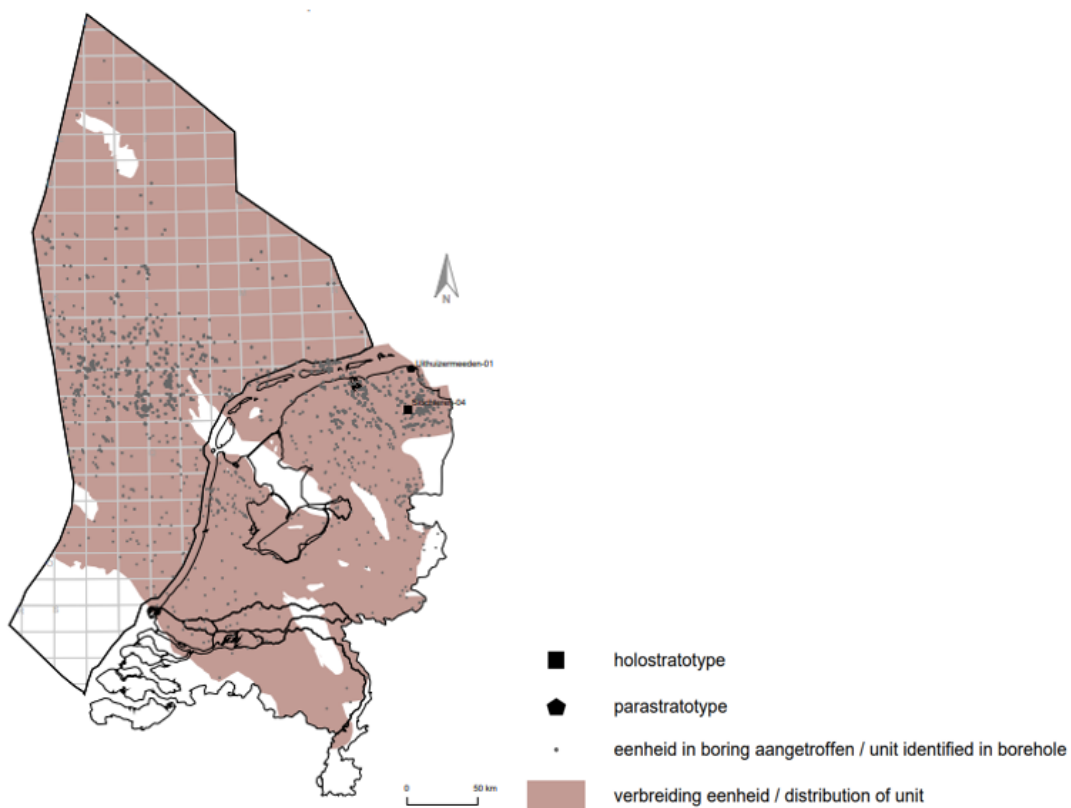 N
Uithuizermeeden-01
holostratotype
parastratotype
eenheid in boring aangetroffen / unit identified in borehole
0 50 km
verbreiding eenheid / distribution of unit